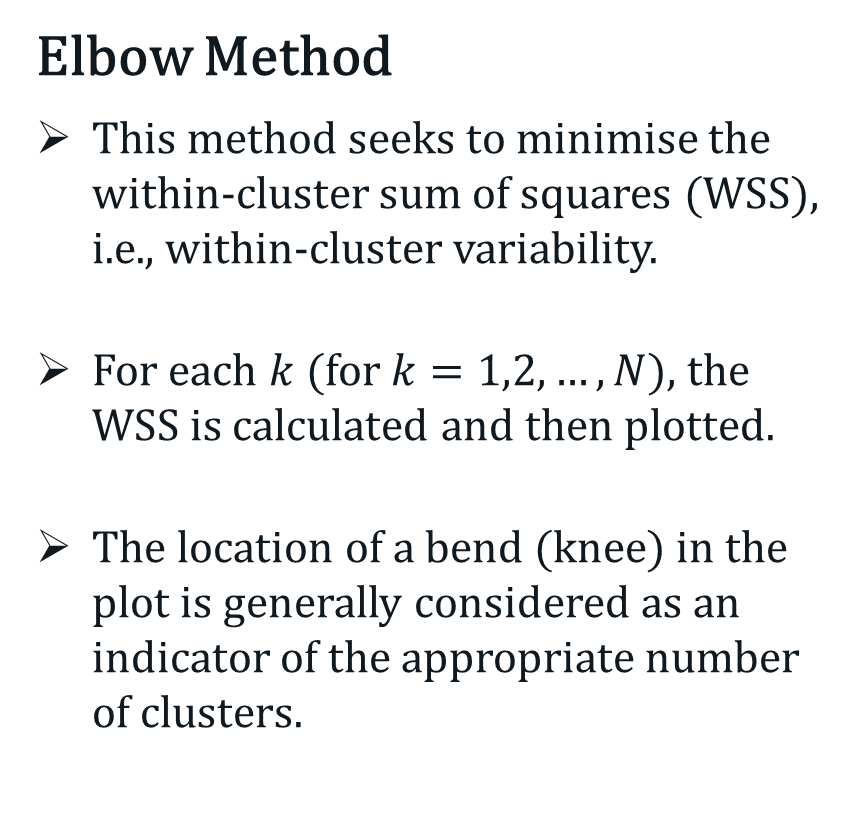 Elbow Method
➢ This method seeks to minimise the
within-cluster sum of squares (WSS),
i.e., within-cluster variability.
➢ For each k (for k = 1,2, … , N), the
WSS is calculated and then plotted.
➢ The location of a bend (knee) in the
plot is generally considered as an
indicator of the appropriate number
of clusters.